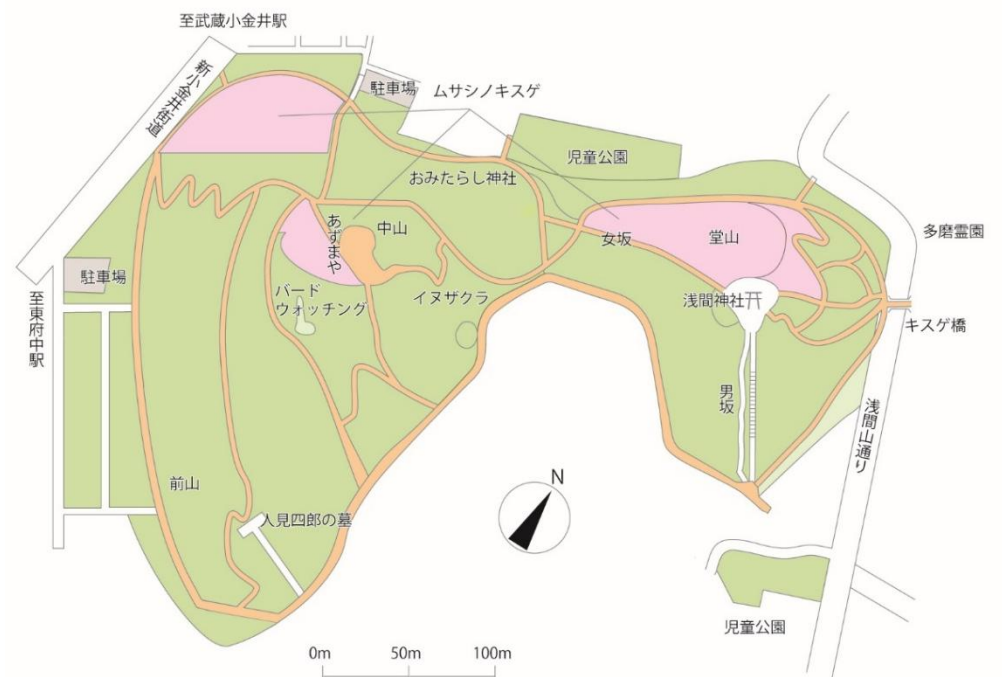 至武蔵小金井駅
新小金井街道
駐車場
ムサシノキスゲ
児童公園
おみたらし神社
あずまや
中山
女坂
堂山
多磨霊園
駐車場
バード
ウォッチング
イヌザクラ
浅間神社
キスゲ橋
至東府中駅
男坂
浅間山通り
前山
人見四郎の墓
N
児童公園
0m
50m
100m